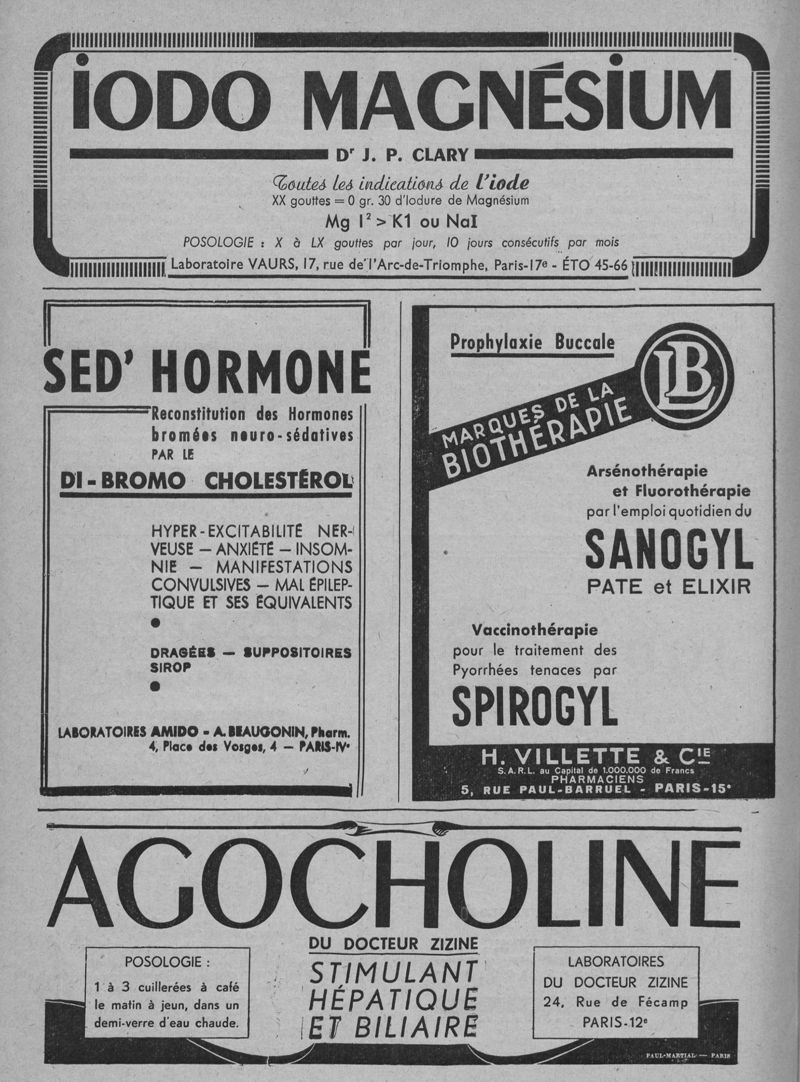 IODO MAGNÉSIUM
Dr J. P. CLARY
Toutes les indications de l'iode
XX gouttes = 0 gr. 30 d'Iodure de Magnésium
Mg I² > K1 ou NaI
POSOLOGIE : X à LX gouttes par jour, 10 jours consécutifs par mois
Laboratoire VAURS, 17, rue de l'Arc-de-Triomphe, Paris-17e - ÉTO 45-66
SED' HORMONE
Reconstitution des Hormones
bromées neuro-sédatives
PAR LE
DI-BROMO CHOLESTÉROL
HYPER-EXCITABILITÉ NER-
VEUSE — ANXIÉTÉ — INSOM-
NIE — MANIFESTATIONS
CONVULSIVES — MAL ÉPILEP-
TIQUE ET SES ÉQUIVALENTS
DRAGÉES — SUPPOSITOIRES
SIROP
LABORATOIRES AMIDO - A. BEAUGONIN, Pharm.
4, Place des Vosges, 4 — PARIS-IVe
Prophylaxie Buccale
LB
MARQUES DE LA
BIOTHÉRAPIE
Arsénothérapie
et Fluorothérapie
par l'emploi quotidien du
SANOGYL
PATE et ELIXIR
Vaccinothérapie
pour le traitement des
Pyorrhées tenaces par
SPIROGYL
H. VILLETTE & CIE
S.A.R.L. au Capital de 1.000.000 de Francs
PHARMACIENS
5, RUE PAUL-BARRUEL - PARIS-15e
AGOCHOLINE
DU DOCTEUR ZIZINE
STIMULANT
HÉPATIQUE
ET BILIAIRE
POSOLOGIE :
1 à 3 cuillerées à café
le matin à jeun, dans un
demi-verre d'eau chaude.
LABORATOIRES
DU DOCTEUR ZIZINE
24, Rue de Fécamp
PARIS-12e
PAUL-MARTIAL — PARIS